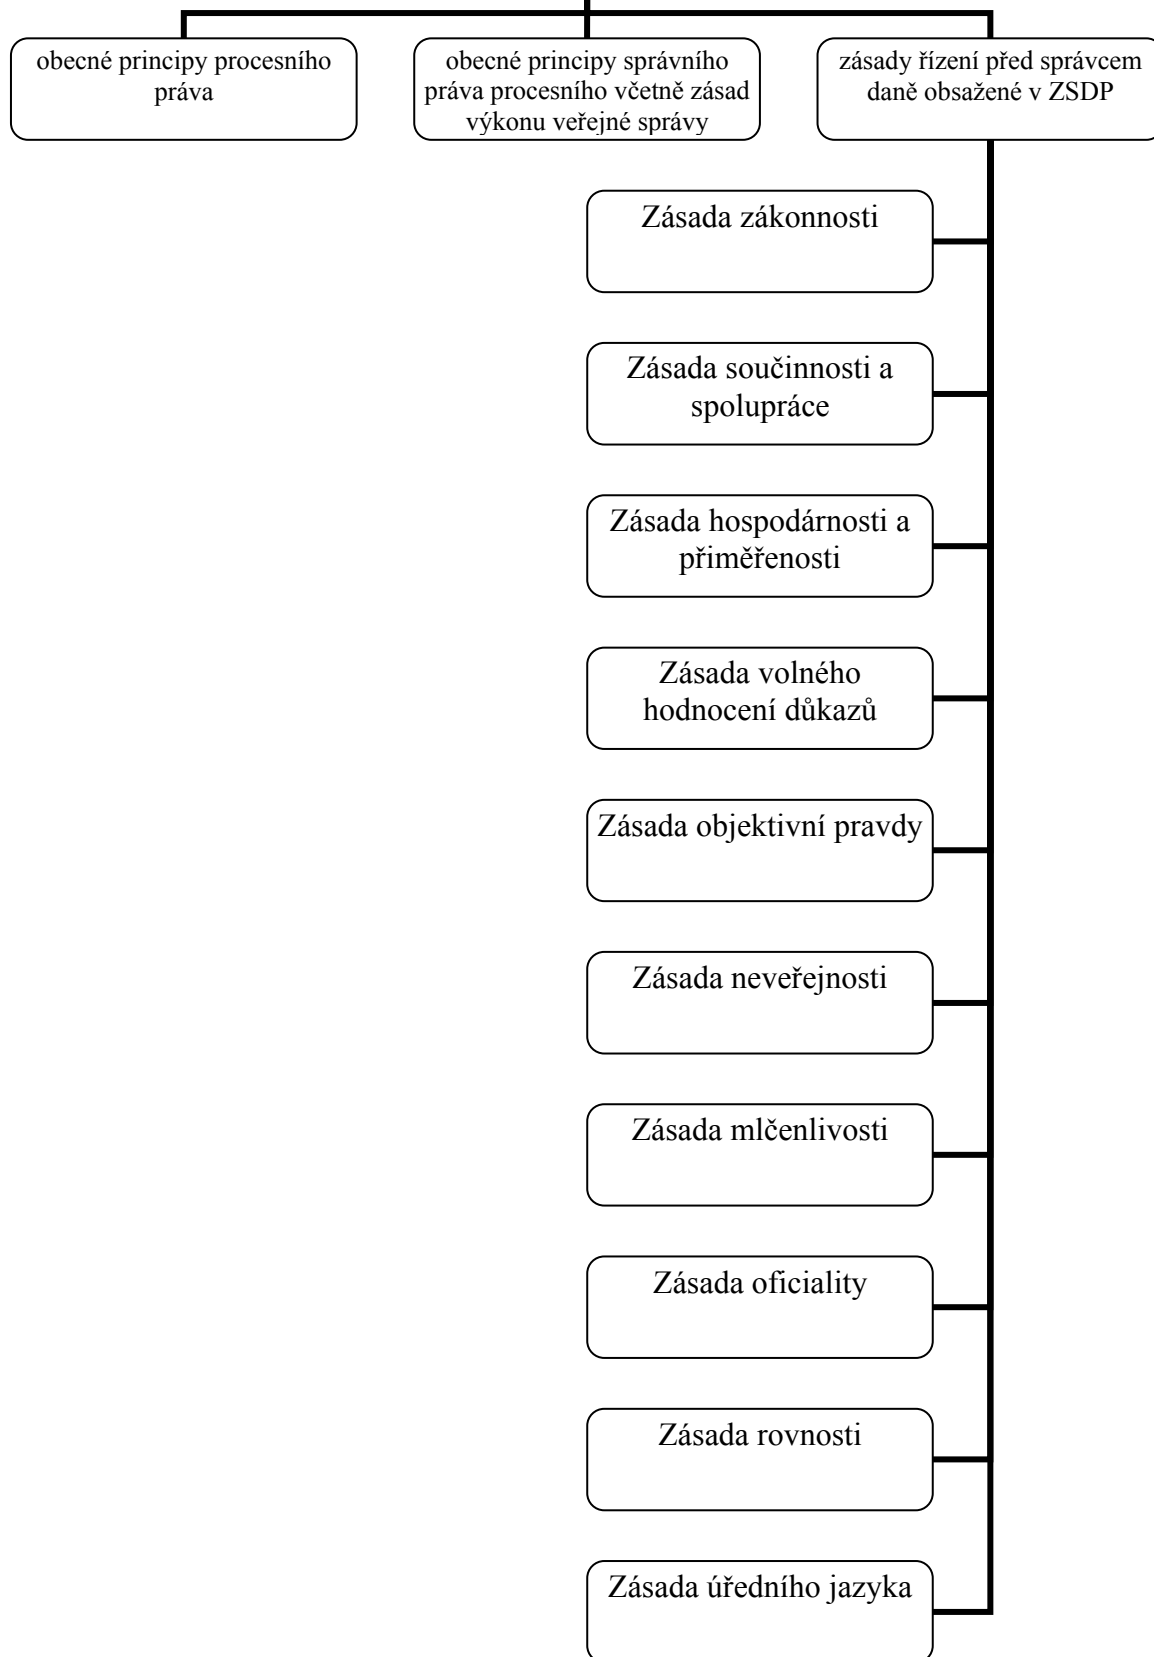 obecné principy procesního
práva
obecné principy správního
práva procesního včetně zásad
výkonu veřejné správy
zásady řízení před správcem
daně obsažené v ZSDP
Zásada zákonnosti
Zásada součinnosti a
spolupráce
Zásada hospodárnosti a
přiměřenosti
Zásada volného
hodnocení důkazů
Zásada objektivní pravdy
Zásada neveřejnosti
Zásada mlčenlivosti
Zásada oficiality
Zásada rovnosti
Zásada úředního jazyka